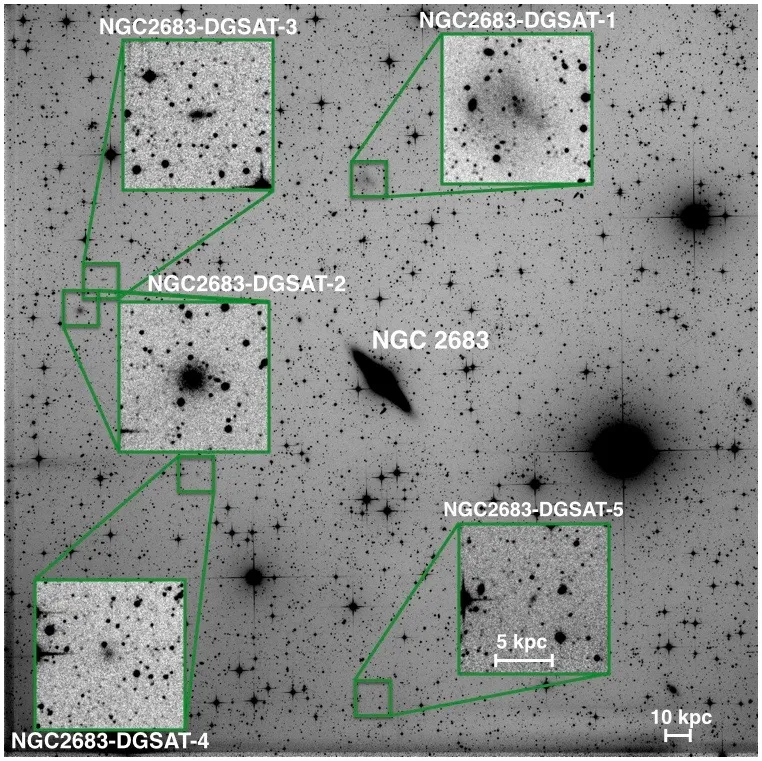 NGC2683-DGSAT-3
NGC2683-DGSAT-1
NGC2683-DGSAT-2
NGC 2683
NGC2683-DGSAT-5
5 kpc
10 kpc
NGC2683-DGSAT-4